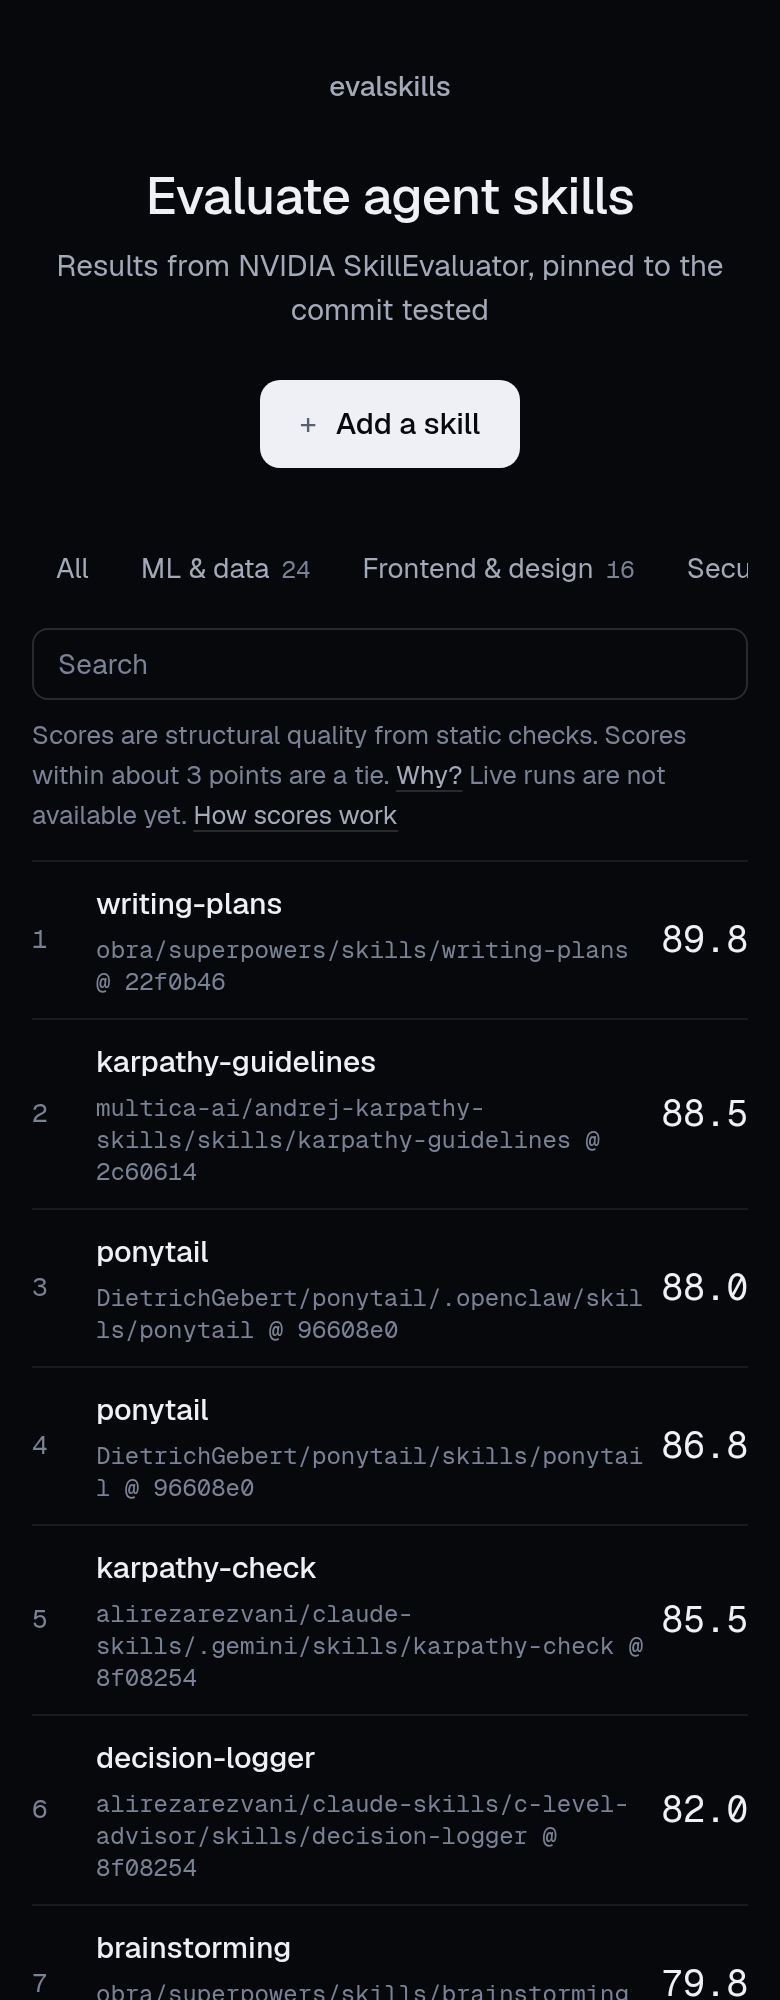 evalskills
Evaluate agent skills
Results from NVIDIA SkillEvaluator, pinned to the
commit tested
+ Add a skill
All ML & data 24 Frontend & design 16 Secu
Search
Scores are structural quality from static checks. Scores
within about 3 points are a tie. Why? Live runs are not
available yet. How scores work
1
writing-plans
obra/superpowers/skills/writing-plans
@ 22f0b46
89.8
2
karpathy-guidelines
multica-ai/andrej-karpathy-
skills/skills/karpathy-guidelines @
2c60614
88.5
3
ponytail
DietrichGebert/ponytail/.openclaw/skil
ls/ponytail @ 96608e0
88.0
4
ponytail
DietrichGebert/ponytail/skills/ponytai
l @ 96608e0
86.8
5
karpathy-check
alirezarezvani/claude-
skills/.gemini/skills/karpathy-check @
8f08254
85.5
6
decision-logger
alirezarezvani/claude-skills/c-level-
advisor/skills/decision-logger @
8f08254
82.0
7
brainstorming
obra/superpowers/skills/brainstorming
79.8